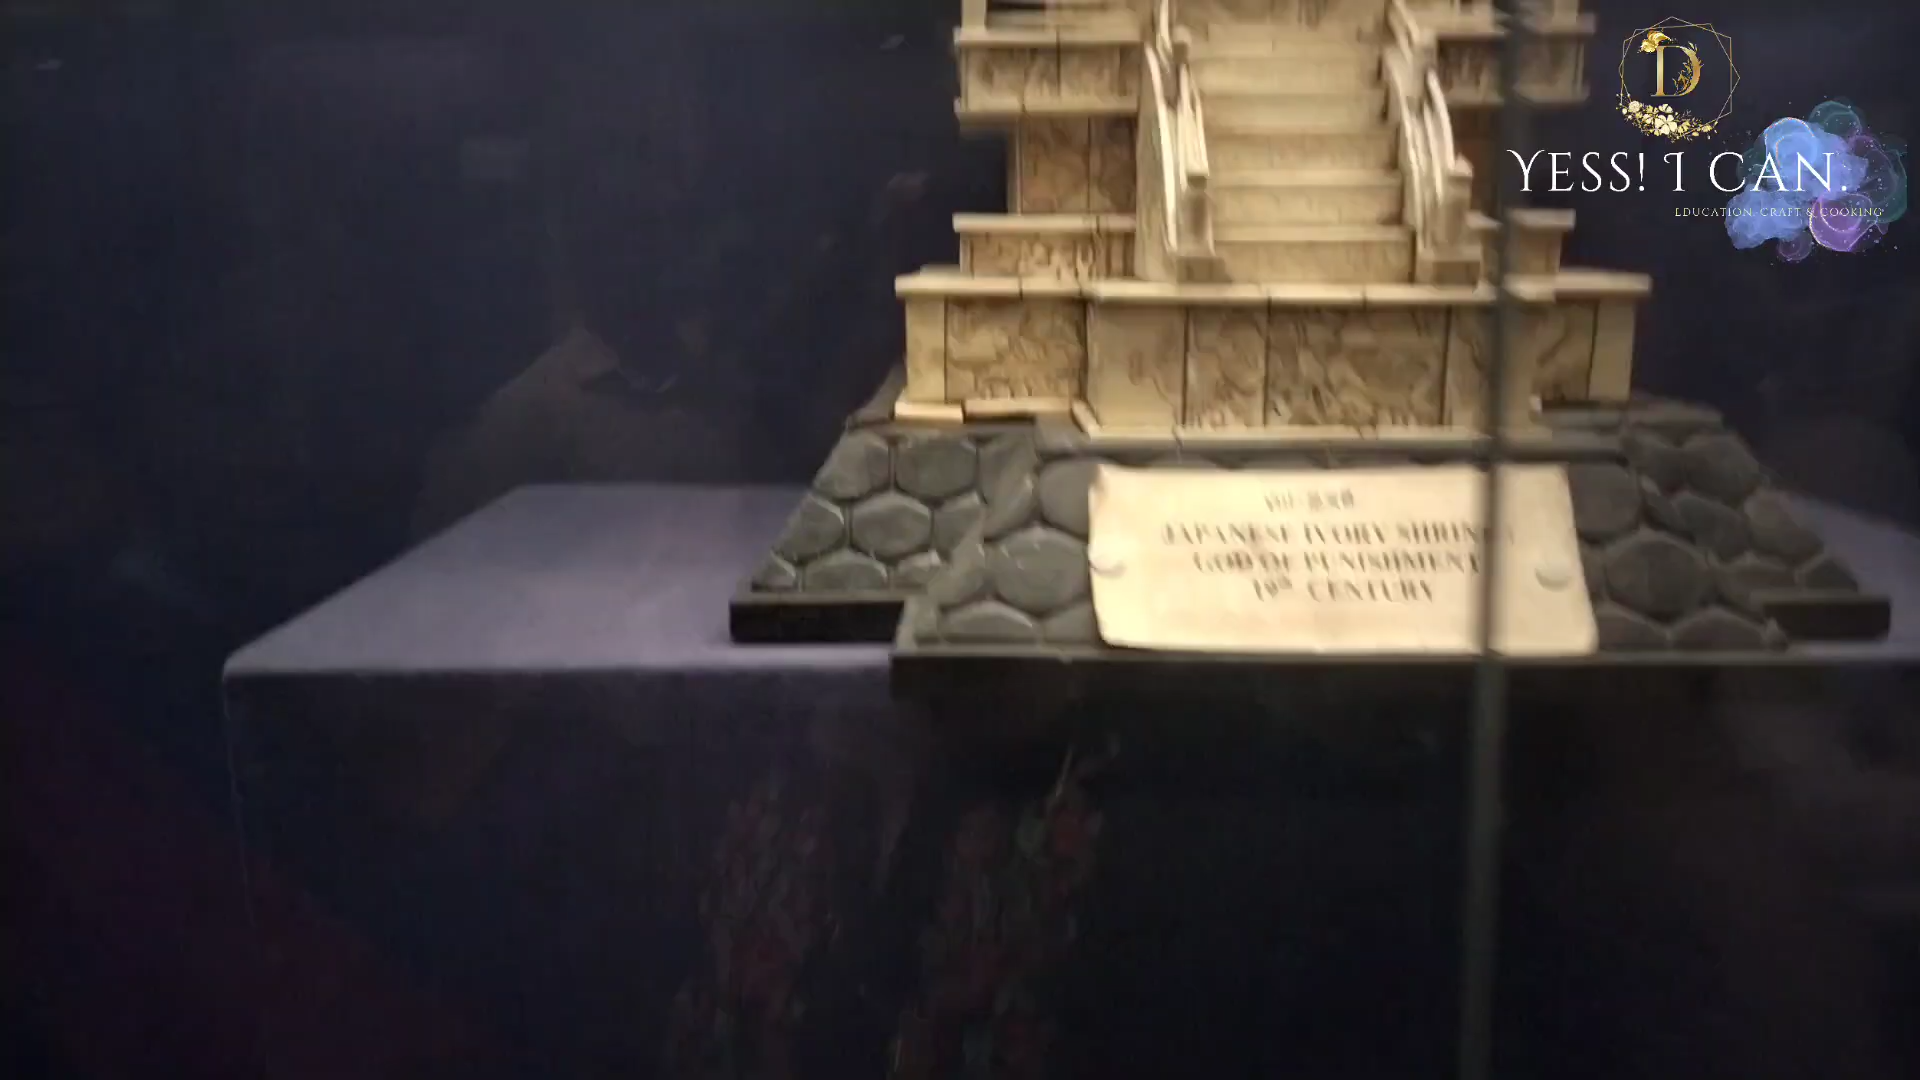 D
YESS! I CAN.
EDUCATION, CRAFT & COOKING
JAPANESE IVORY SHRINE
GOD OF PUNISHMENT
19th CENTURY